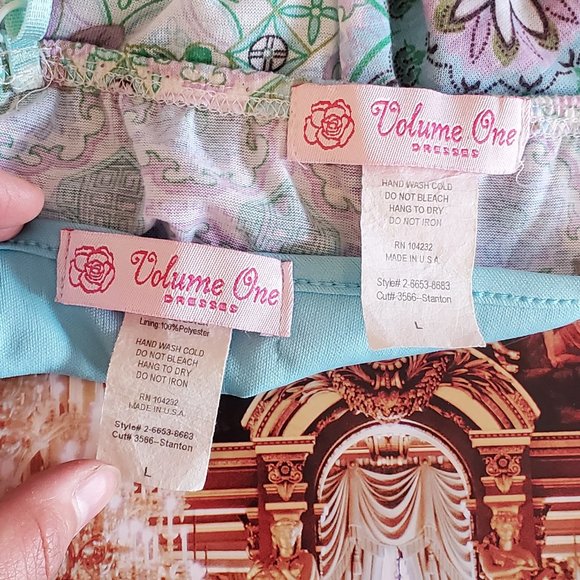 Volume One
DRESSES
HAND WASH COLD
DO NOT BLEACH
HANG TO DRY
DO NOT IRON
RN 104232
MADE IN U.S.A.
Style# 2-6653-8683
Cut# 3566--Stanton
L
Volume One
DRESSES
Lining:100%Polyester
HAND WASH COLD
DO NOT BLEACH
HANG TO DRY
DO NOT IRON
RN 104232
MADE IN U.S.A.
Style# 2-6653-8683
Cut# 3566--Stanton
L